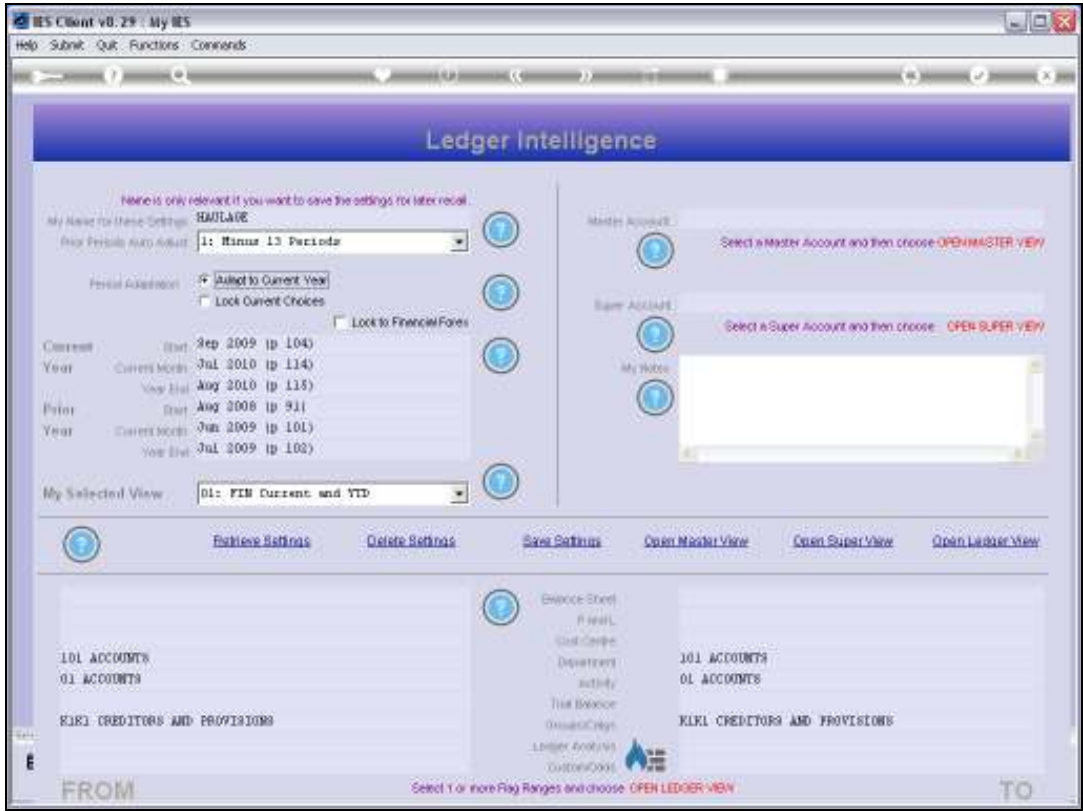 IES Client v8.29 : My IES
Help Submit Quit Functions Commands
Ledger Intelligence
Name is only relevant if you want to save the settings for later recall.
My Name for these Settings HAULAGE
Prior Periods Auto Adjust 1: Minus 13 Periods
Period Adaptation Adapt to Current Year
Lock Current Choices
Lock to Financial Forex
Current Year Start Sep 2009 (p 104)
Current Month Jul 2010 (p 114)
Year End Aug 2010 (p 115)
Prior Year Start Aug 2008 (p 91)
Current Month Jun 2009 (p 101)
Year End Jul 2009 (p 102)
My Selected View 01: FIN Current and YTD
Master Account
Select a Master Account and then choose OPEN MASTER VIEW
Super Account
Select a Super Account and then choose OPEN SUPER VIEW
My Notes
Retrieve Settings Delete Settings Save Settings Open Master View Open Super View Open Ledger View
Balance Sheet
P and L
Cost Centre
101 ACCOUNTS Department 101 ACCOUNTS
01 ACCOUNTS Activity 01 ACCOUNTS
Trial Balance
K1K1 CREDITORS AND PROVISIONS K1K1 CREDITORS AND PROVISIONS
Ledger Analysis
FROM Select 1 or more Flag Ranges and choose OPEN LEDGER VIEW TO